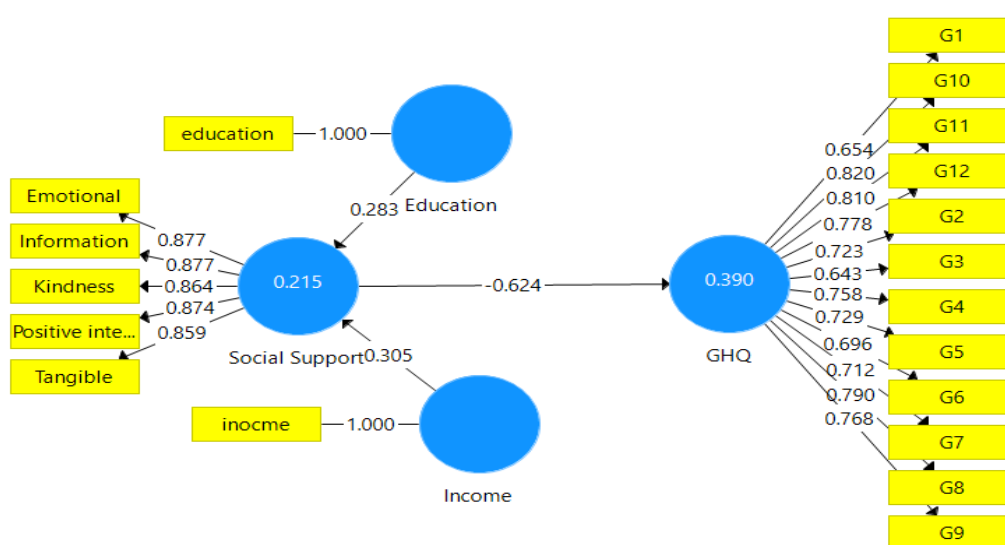 G1
G10
G11
G12
G2
G3
G4
G5
G6
G7
G8
G9
0.654
0.820
0.810
0.778
0.723
0.643
0.758
0.729
0.696
0.712
0.790
0.768
education
1.000
Education
0.283
Emotional
Information
Kindness
Positive inte...
Tangible
0.877
0.877
0.864
0.874
0.859
0.215
Social Support
-0.624
0.390
GHQ
0.305
inocme
1.000
Income